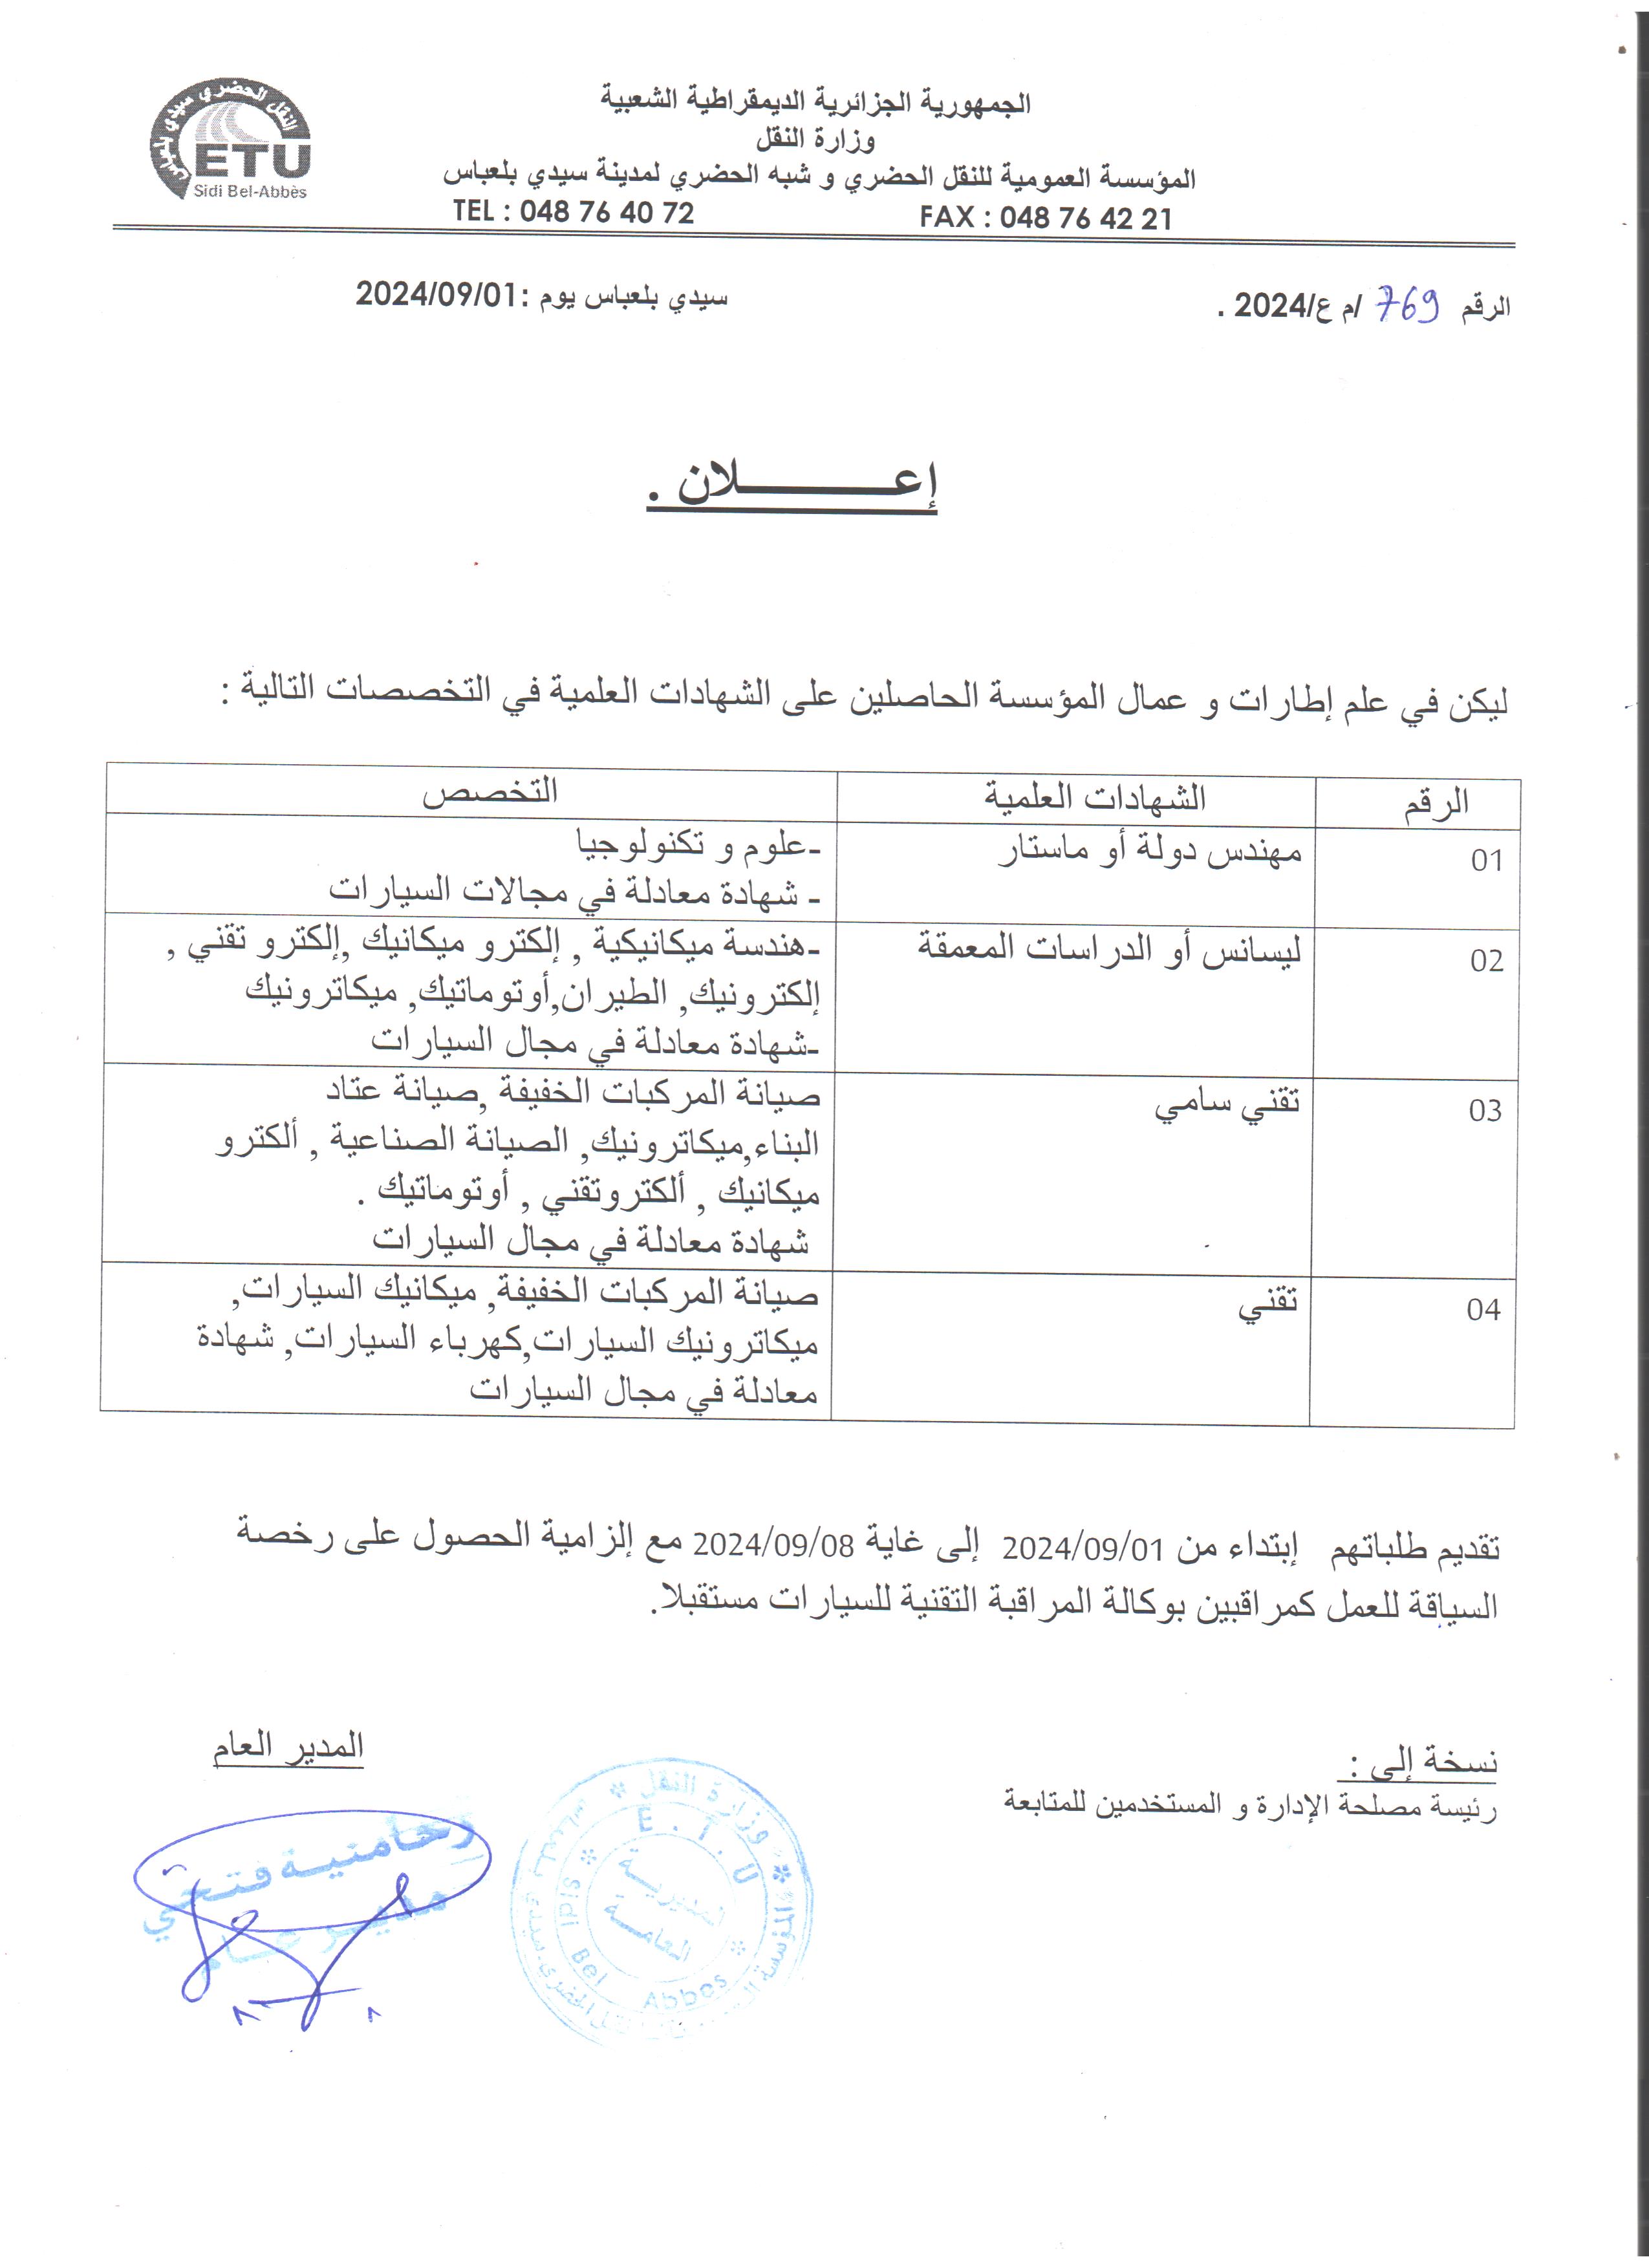 النقل الحضري سيدي بلعباس
ETU
Sidi Bel-Abbès
الجمهورية الجزائرية الديمقراطية الشعبية
وزارة النقل
المؤسسة العمومية للنقل الحضري و شبه الحضري لمدينة سيدي بلعباس
TEL : 048 76 40 72 FAX : 048 76 42 21
الرقم 769 /م ع/2024 .
سيدي بلعباس يوم :2024/09/01
إعـــــــــلان .
ليكن في علم إطارات و عمال المؤسسة الحاصلين على الشهادات العلمية في التخصصات التالية :
الرقم الشهادات العلمية التخصص
01 مهندس دولة أو ماستار -علوم و تكنولوجيا
- شهادة معادلة في مجالات السيارات
02 ليسانس أو الدراسات المعمقة -هندسة ميكانيكية , إلكترو ميكانيك ,إلكترو تقني ,
إلكترونيك, الطيران,أوتوماتيك, ميكاترونيك
-شهادة معادلة في مجال السيارات
03 تقني سامي صيانة المركبات الخفيفة ,صيانة عتاد
البناء,ميكاترونيك, الصيانة الصناعية , ألكترو
ميكانيك , ألكتروتقني , أوتوماتيك .
شهادة معادلة في مجال السيارات
04 تقني صيانة المركبات الخفيفة, ميكانيك السيارات,
ميكاترونيك السيارات,كهرباء السيارات, شهادة
معادلة في مجال السيارات
تقديم طلباتهم إبتداء من 2024/09/01 إلى غاية 2024/09/08 مع إلزامية الحصول على رخصة
السياقة للعمل كمراقبين بوكالة المراقبة التقنية للسيارات مستقبلا.
نسخة إلى :
رئيسة مصلحة الإدارة و المستخدمين للمتابعة
المدير العام
رحامنية فتحي
مدير عام
وزارة النقل
E . T . U
المديرية
العامة
Bel
Abbes